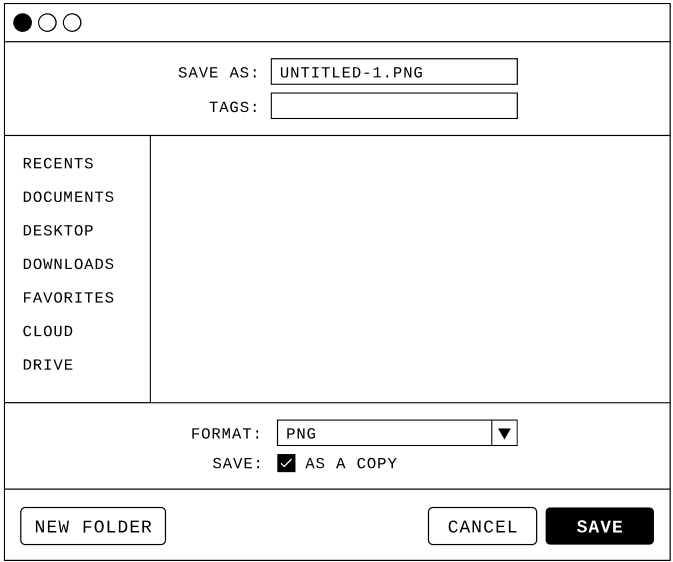 SAVE AS: UNTITLED-1.PNG
TAGS:
RECENTS
DOCUMENTS
DESKTOP
DOWNLOADS
FAVORITES
CLOUD
DRIVE
FORMAT: PNG
SAVE: AS A COPY
NEW FOLDER CANCEL SAVE